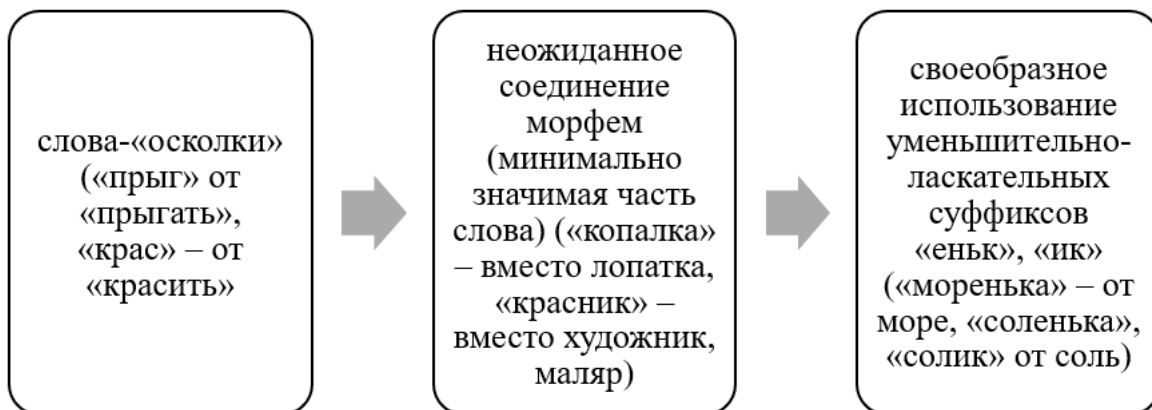 слова-«осколки»
(«прыг» от
«прыгать»,
«крас» – от
«красить»
неожиданное
соединение
морфем
(минимально
значимая часть
слова) («копалка»
– вместо лопатка,
«красник» –
вместо художник,
маляр)
своеобразное
использование
уменьшительно-
ласкательных
суффиксов
«еньк», «ик»
(«моренька» – от
море, «соленька»,
«солик» от соль)